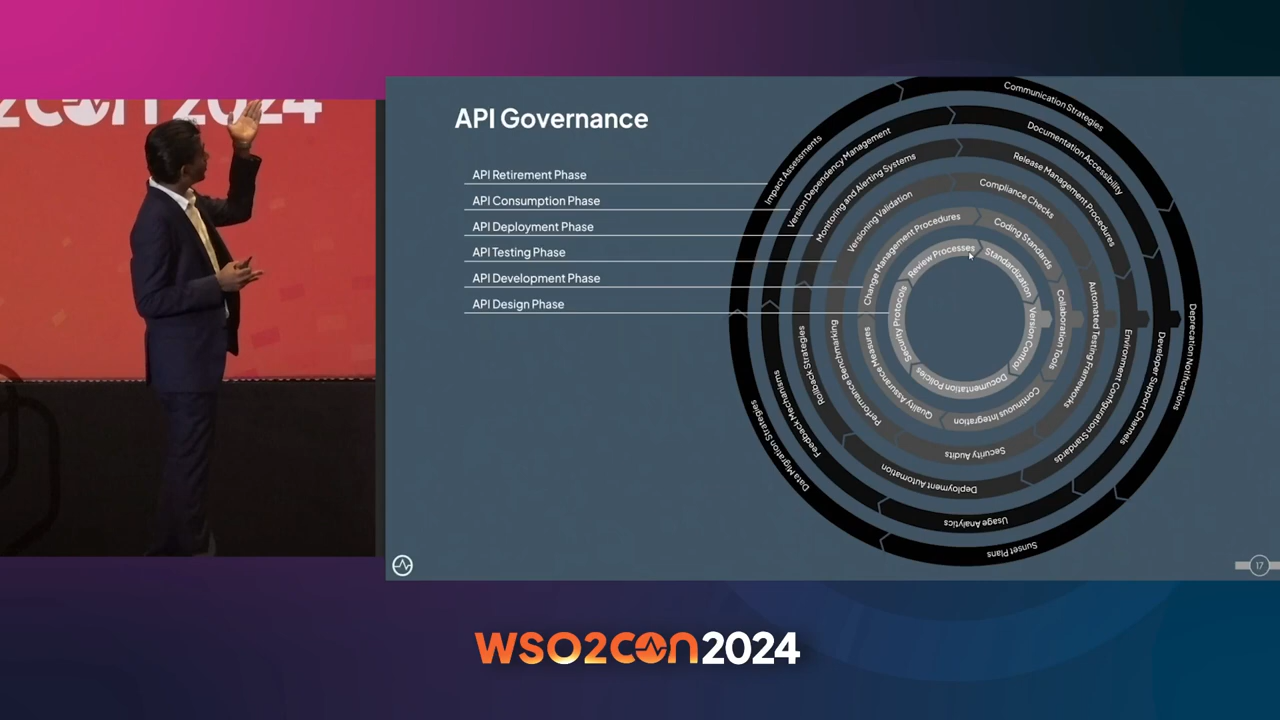 2CON 2024
API Governance
API Retirement Phase
API Consumption Phase
API Deployment Phase
API Testing Phase
API Development Phase
API Design Phase
Impact Assessments
Communication Strategies
Deprecation Notifications
Sunset Plans
Data Migration Strategies
Version Dependency Management
Documentation Accessibility
Developer Support Channels
Usage Analytics
Feedback Mechanisms
Monitoring and Alerting Systems
Release Management Procedures
Environment Configuration Standards
Deployment Automation
Rollback Strategies
Versioning Validation
Compliance Checks
Automated Testing Frameworks
Security Audits
Performance Benchmarking
Change Management Procedures
Coding Standards
Collaboration Tools
Continuous Integration
Quality Assurance Measures
Review Processes
Standardization
Version Control
Documentation Policies
Security Protocols
17
WSO2CON2024